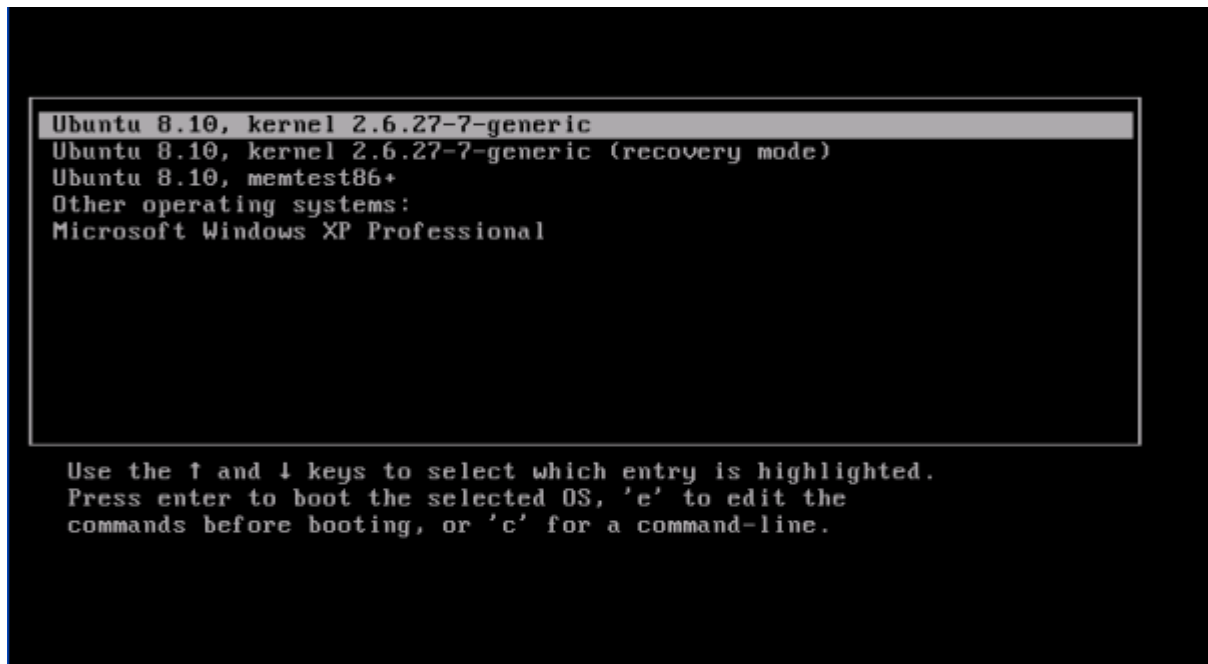 Ubuntu 8.10, kernel 2.6.27-7-generic
Ubuntu 8.10, kernel 2.6.27-7-generic (recovery mode)
Ubuntu 8.10, memtest86+
Other operating systems:
Microsoft Windows XP Professional
Use the ↑ and ↓ keys to select which entry is highlighted.
Press enter to boot the selected OS, 'e' to edit the
commands before booting, or 'c' for a command-line.